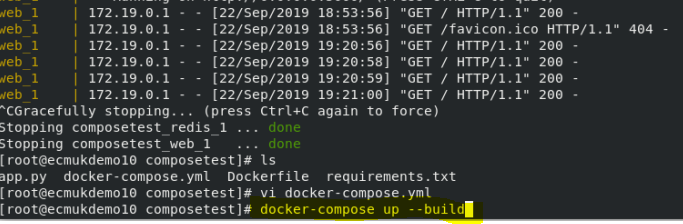 web_1    | 172.19.0.1 - - [22/Sep/2019 18:53:56] "GET / HTTP/1.1" 200 -
web_1    | 172.19.0.1 - - [22/Sep/2019 18:53:56] "GET /favicon.ico HTTP/1.1" 404 -
web_1    | 172.19.0.1 - - [22/Sep/2019 19:20:56] "GET / HTTP/1.1" 200 -
web_1    | 172.19.0.1 - - [22/Sep/2019 19:20:58] "GET / HTTP/1.1" 200 -
web_1    | 172.19.0.1 - - [22/Sep/2019 19:20:59] "GET / HTTP/1.1" 200 -
web_1    | 172.19.0.1 - - [22/Sep/2019 19:21:00] "GET / HTTP/1.1" 200 -
^CGracefully stopping... (press Ctrl+C again to force)
Stopping composetest_redis_1 ... done
Stopping composetest_web_1   ... done
[root@ecmukdemo10 composetest]# ls
app.py  docker-compose.yml  Dockerfile  requirements.txt
[root@ecmukdemo10 composetest]# vi docker-compose.yml
[root@ecmukdemo10 composetest]# docker-compose up --build